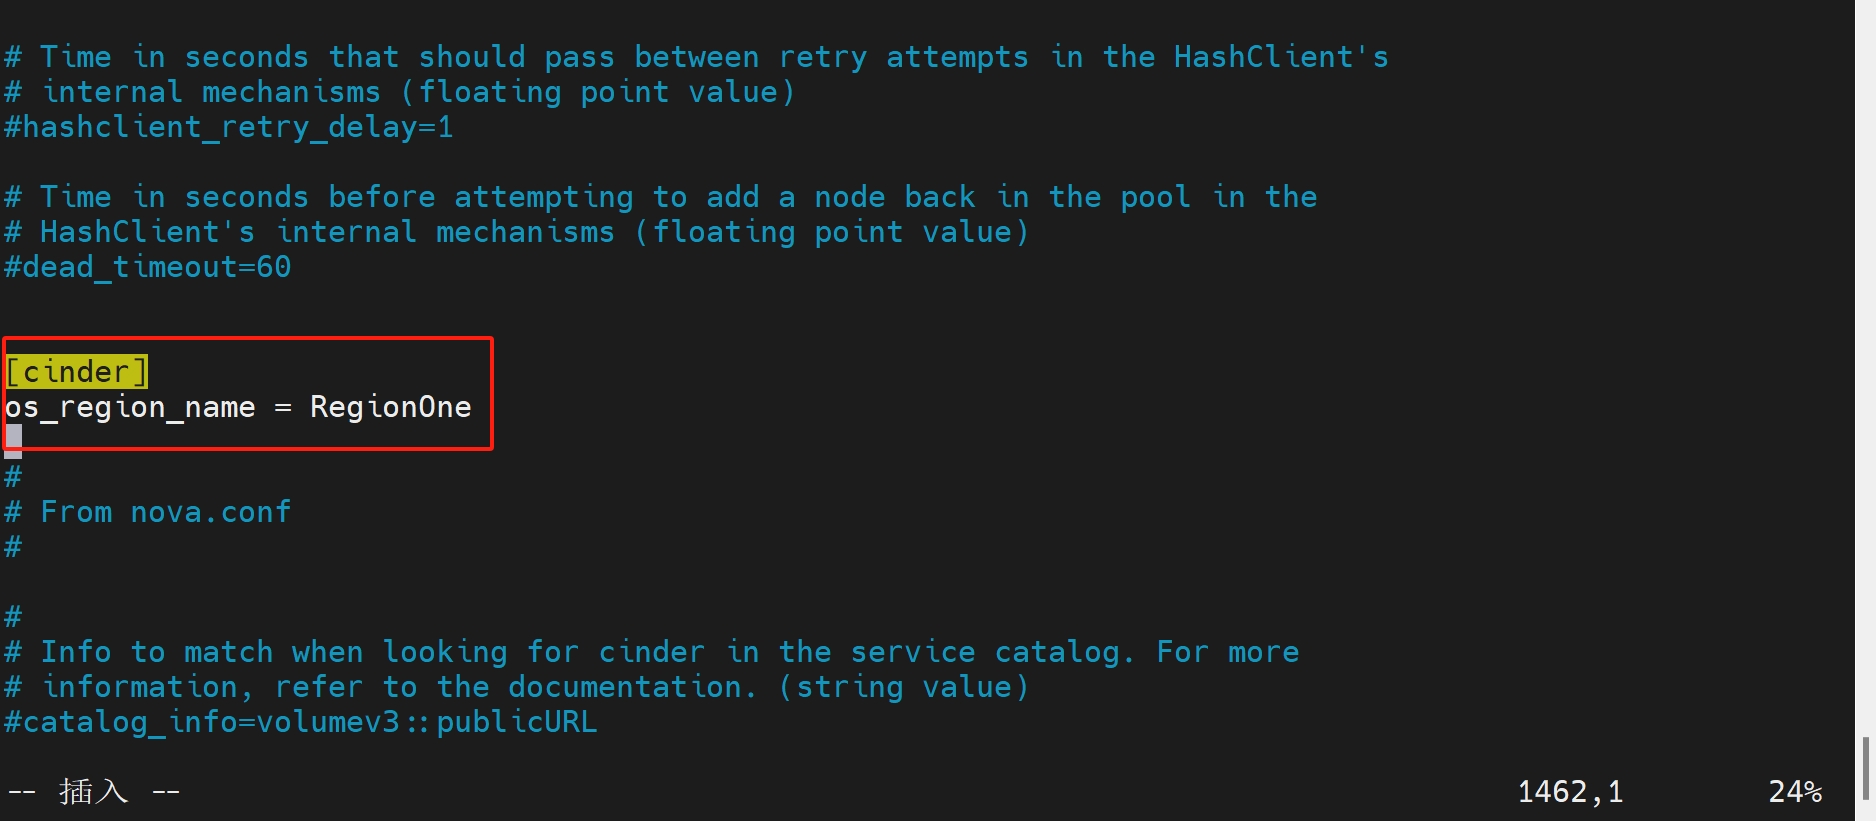 # Time in seconds that should pass between retry attempts in the HashClient's
# internal mechanisms (floating point value)
#hashclient_retry_delay=1
# Time in seconds before attempting to add a node back in the pool in the
# HashClient's internal mechanisms (floating point value)
#dead_timeout=60
[cinder]
os_region_name = RegionOne
#
# From nova.conf
#
#
# Info to match when looking for cinder in the service catalog. For more
# information, refer to the documentation. (string value)
#catalog_info=volumev3::publicURL
-- 插入 -- 1462,1 24%